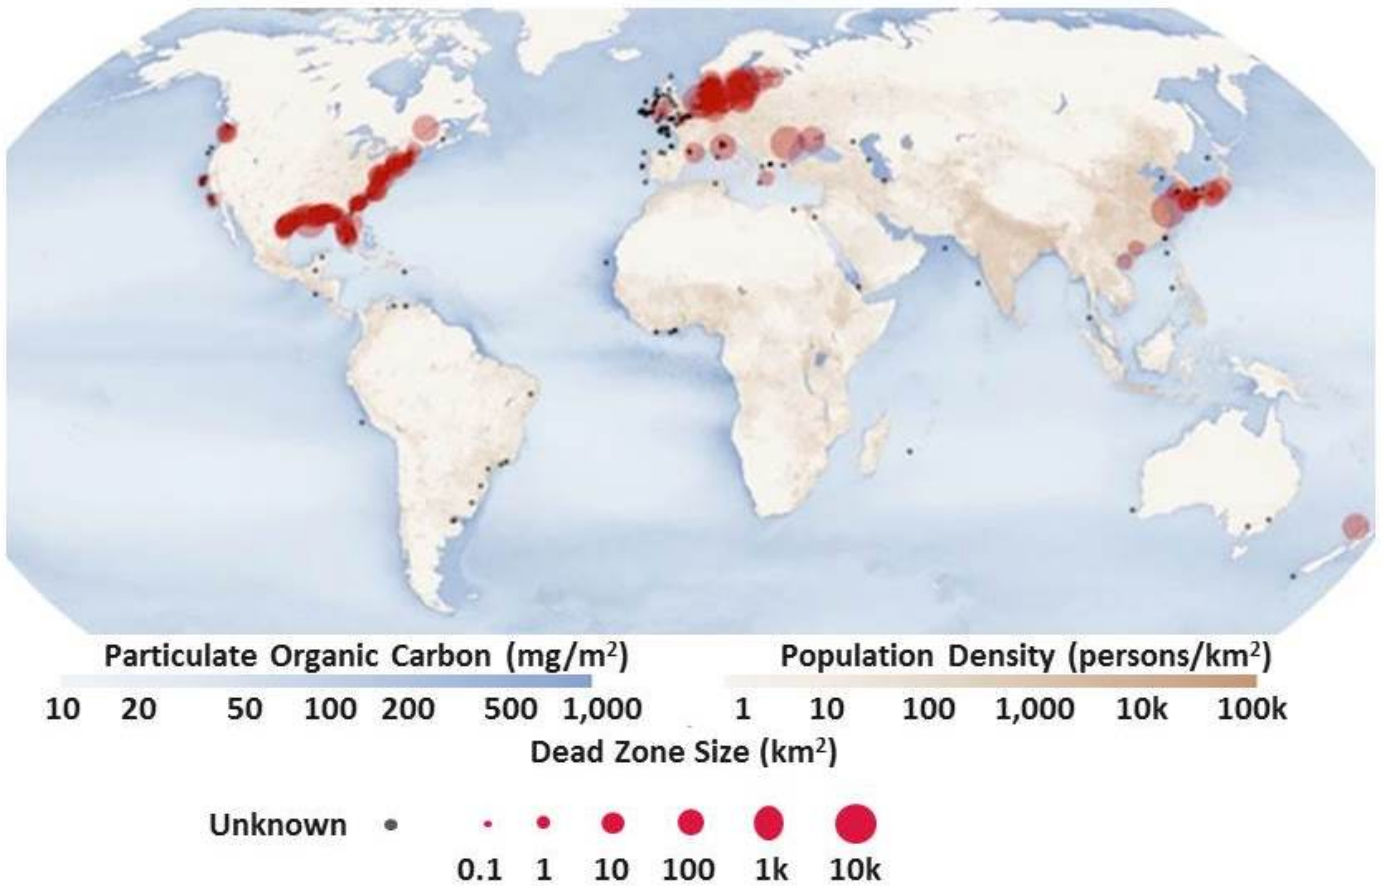 Particulate Organic Carbon (mg/m²) Population Density (persons/km²)
10 20 50 100 200 500 1,000 1 10 100 1,000 10k 100k
Dead Zone Size (km²)
Unknown
0.1 1 10 100 1k 10k